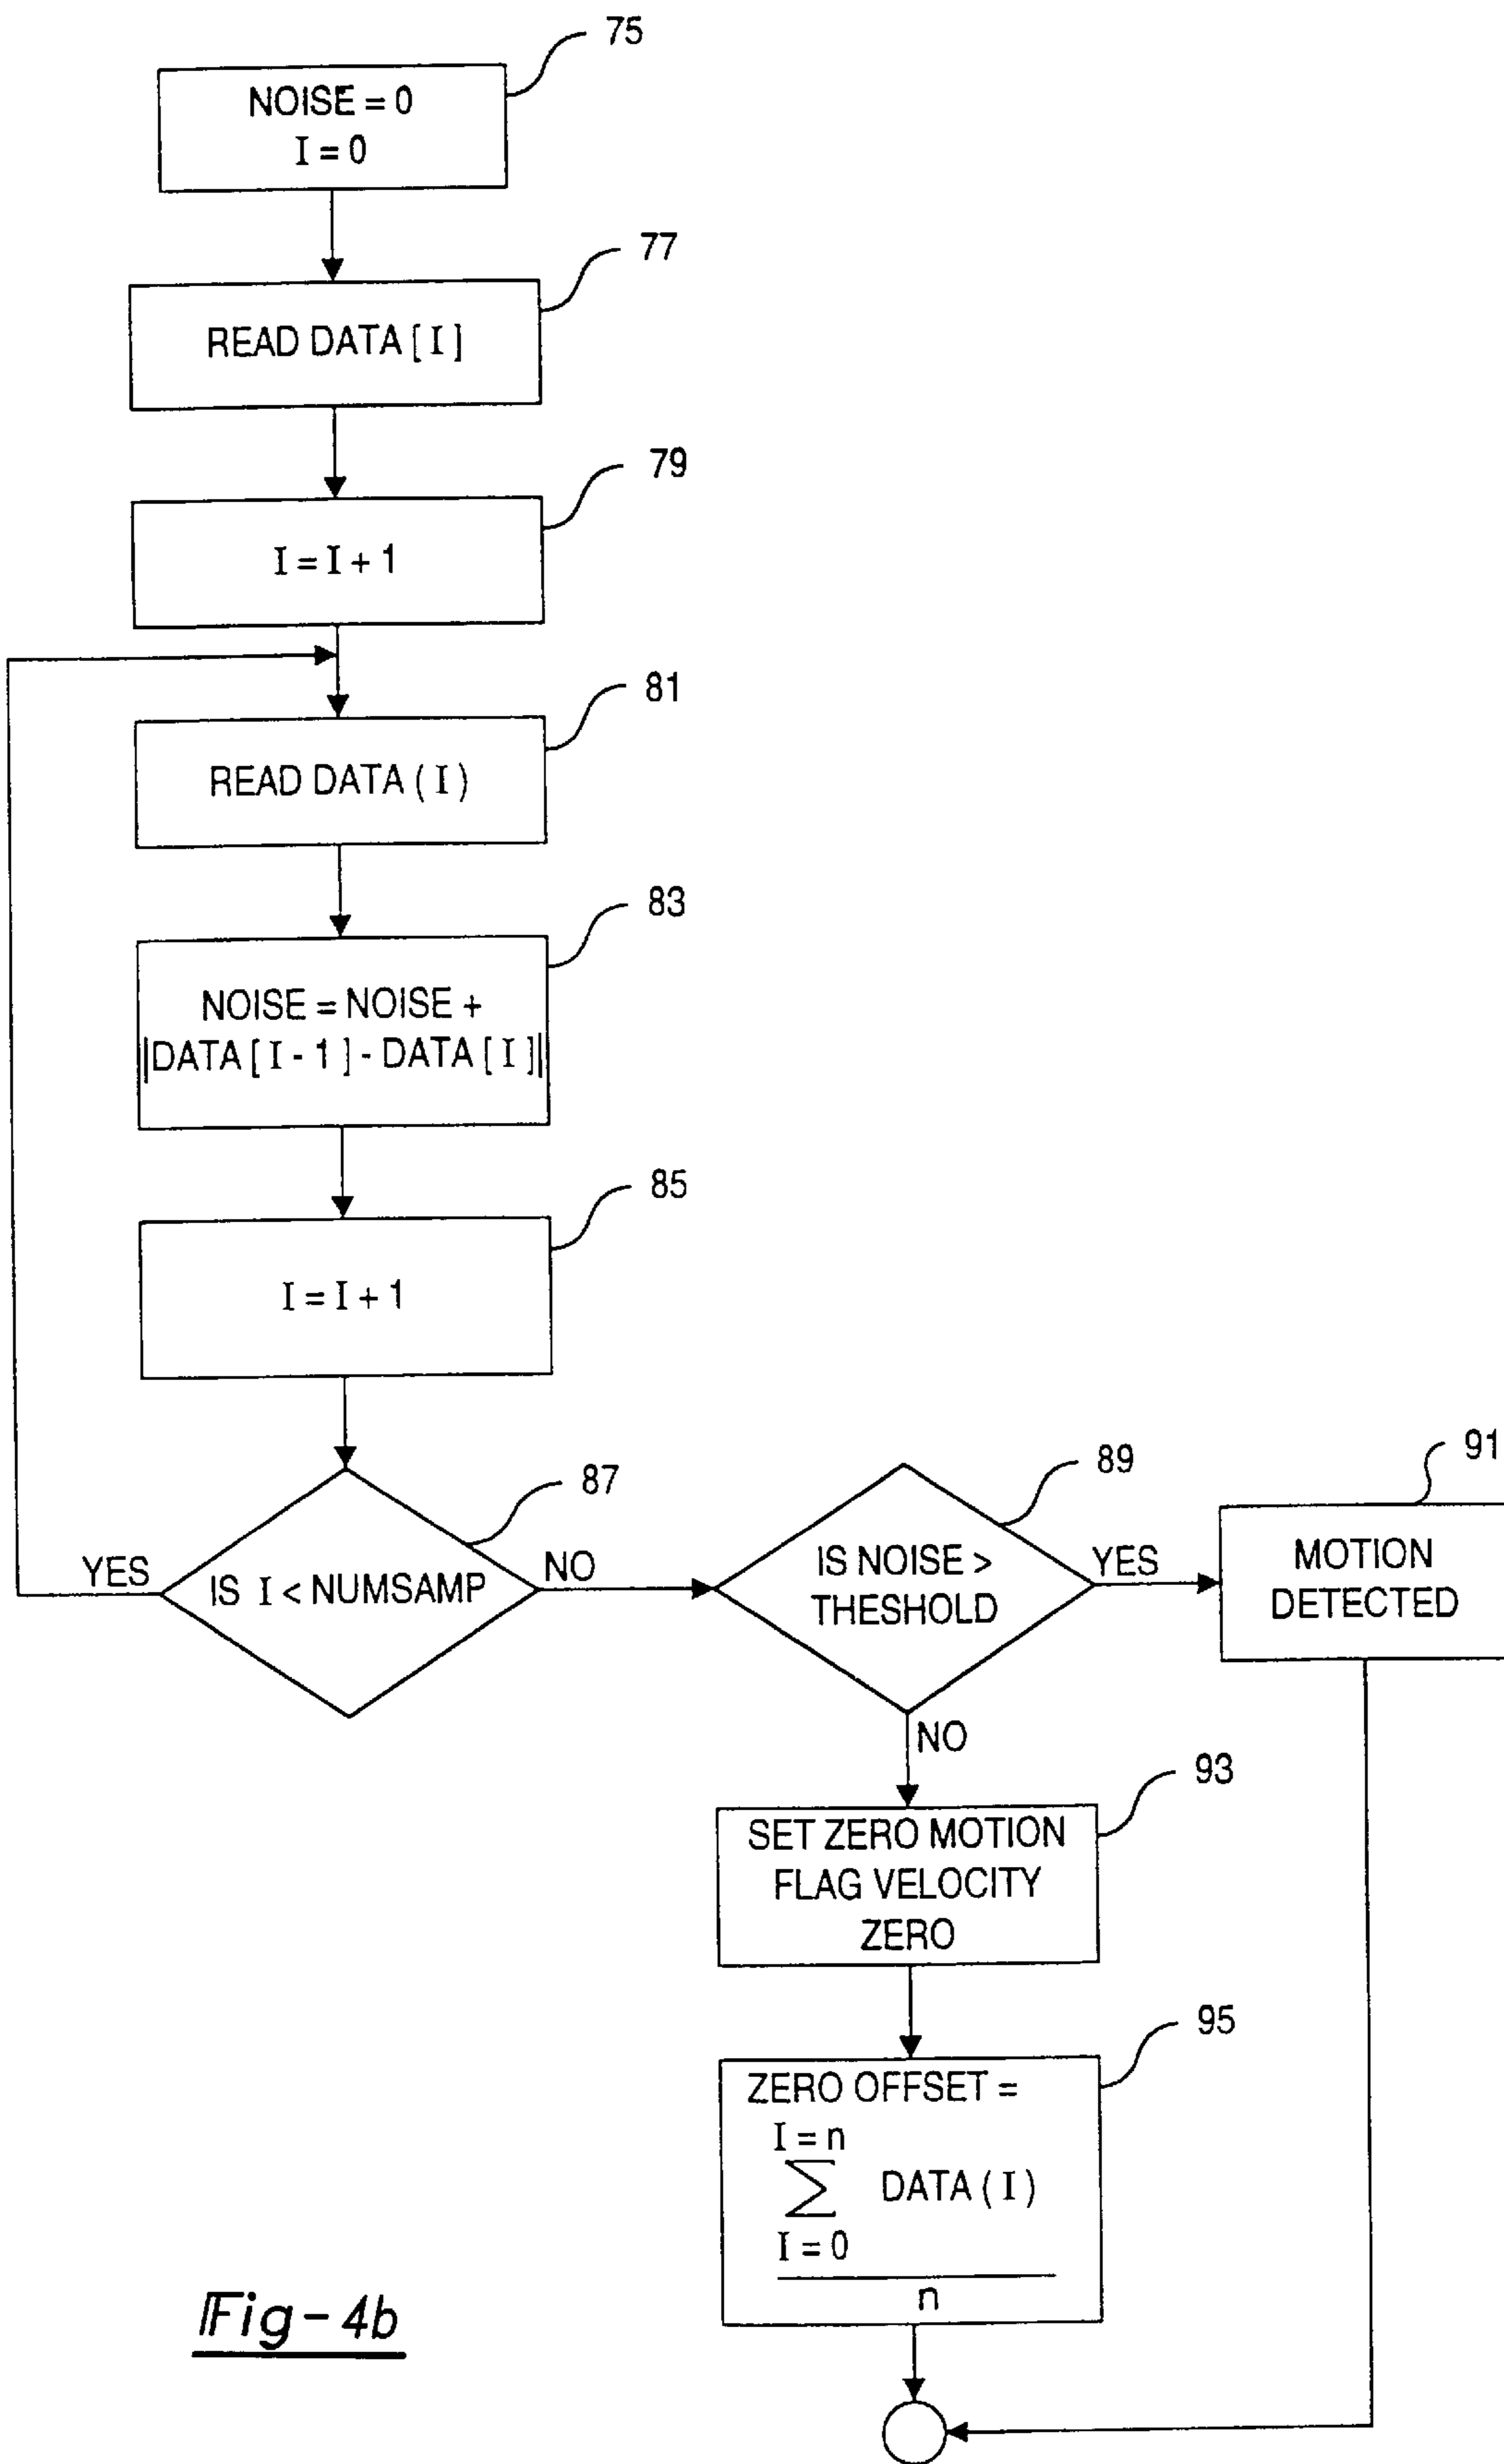 75
NOISE = 0
I = 0
77
READ DATA [ I ]
79
I = I + 1
81
READ DATA ( I )
83
NOISE = NOISE +
|DATA [ I - 1 ] - DATA [ I ]|
85
I = I + 1
87
YES
IS I < NUMSAMP
NO
89
IS NOISE >
THESHOLD
YES
91
MOTION
DETECTED
NO
93
SET ZERO MOTION
FLAG VELOCITY
ZERO
95
ZERO OFFSET =
I = n
∑ DATA ( I )
I = 0
n
Fig - 4b